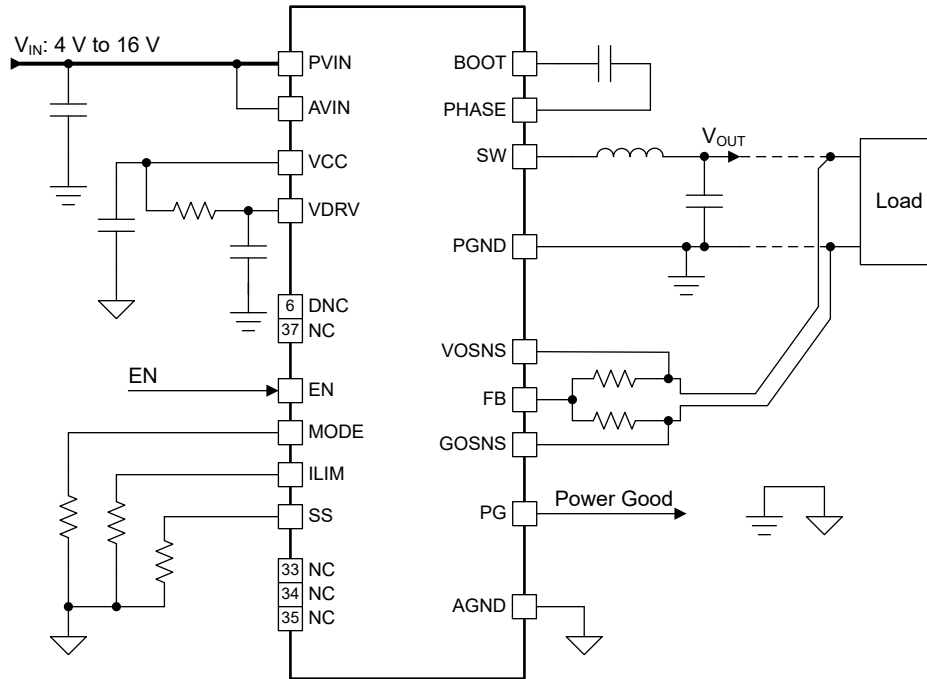 V_IN: 4 V to 16 V
PVIN
AVIN
VCC
VDRV
6 DNC
37 NC
EN
EN
MODE
ILIM
SS
33 NC
34 NC
35 NC
BOOT
PHASE
SW
V_OUT
Load
PGND
VOSNS
FB
GOSNS
PG
Power Good
AGND